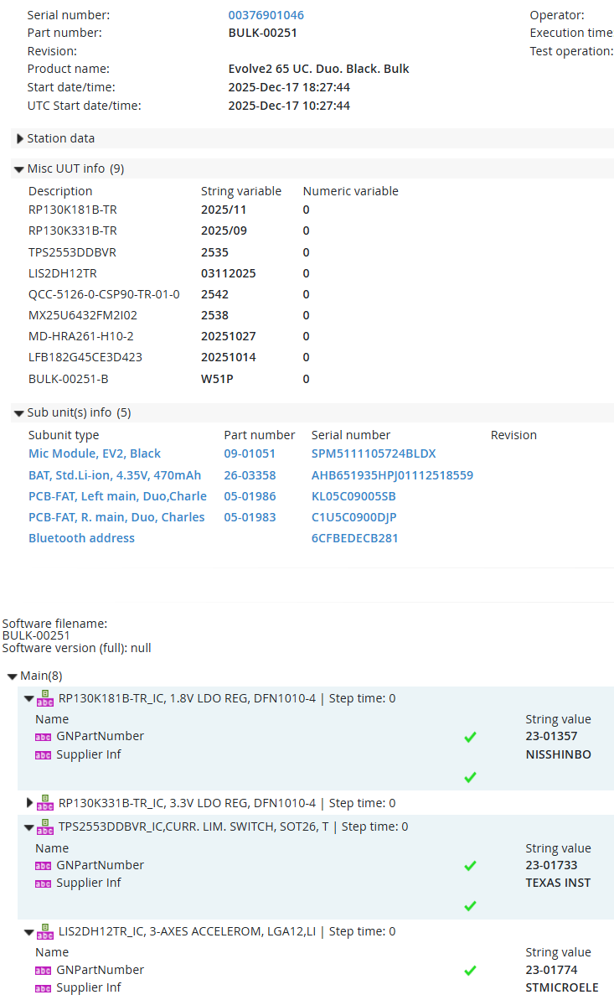 Serial number: 00376901046 Operator:
Part number: BULK-00251 Execution time
Revision: Test operation:
Product name: Evolve2 65 UC. Duo. Black. Bulk
Start date/time: 2025-Dec-17 18:27:44
UTC Start date/time: 2025-Dec-17 10:27:44
Station data
Misc UUT info (9)
Description String variable Numeric variable
RP130K181B-TR 2025/11 0
RP130K331B-TR 2025/09 0
TPS2553DDBVR 2535 0
LIS2DH12TR 03112025 0
QCC-5126-0-CSP90-TR-01-0 2542 0
MX25U6432FM2I02 2538 0
MD-HRA261-H10-2 20251027 0
LFB182G45CE3D423 20251014 0
BULK-00251-B W51P 0
Sub unit(s) info (5)
Subunit type Part number Serial number Revision
Mic Module, EV2, Black 09-01051 SPM5111105724BLDX
BAT, Std.Li-ion, 4.35V, 470mAh 26-03358 AHB651935HPJ01112518559
PCB-FAT, Left main, Duo,Charle 05-01986 KL05C09005SB
PCB-FAT, R. main, Duo, Charles 05-01983 C1U5C0900DJP
Bluetooth address 6CFBEDECB281
Software filename:
BULK-00251
Software version (full): null
Main(8)
abc RP130K181B-TR_IC, 1.8V LDO REG, DFN1010-4 | Step time: 0
Name String value
abc GNPartNumber 23-01357
abc Supplier Inf NISSHINBO
abc RP130K331B-TR_IC, 3.3V LDO REG, DFN1010-4 | Step time: 0
abc TPS2553DDBVR_IC,CURR. LIM. SWITCH, SOT26, T | Step time: 0
Name String value
abc GNPartNumber 23-01733
abc Supplier Inf TEXAS INST
abc LIS2DH12TR_IC, 3-AXES ACCELEROM, LGA12,LI | Step time: 0
Name String value
abc GNPartNumber 23-01774
abc Supplier Inf STMICROELE